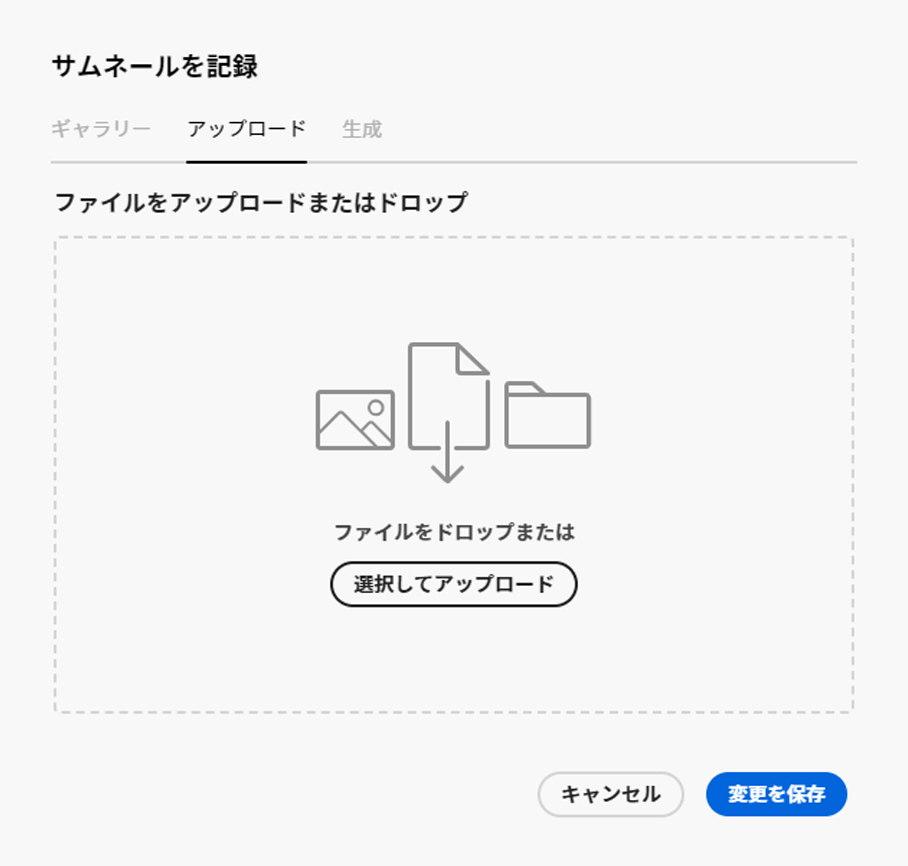 サムネールを記録
ギャラリー アップロード 生成
ファイルをアップロードまたはドロップ
ファイルをドロップまたは
選択してアップロード
キャンセル 変更を保存